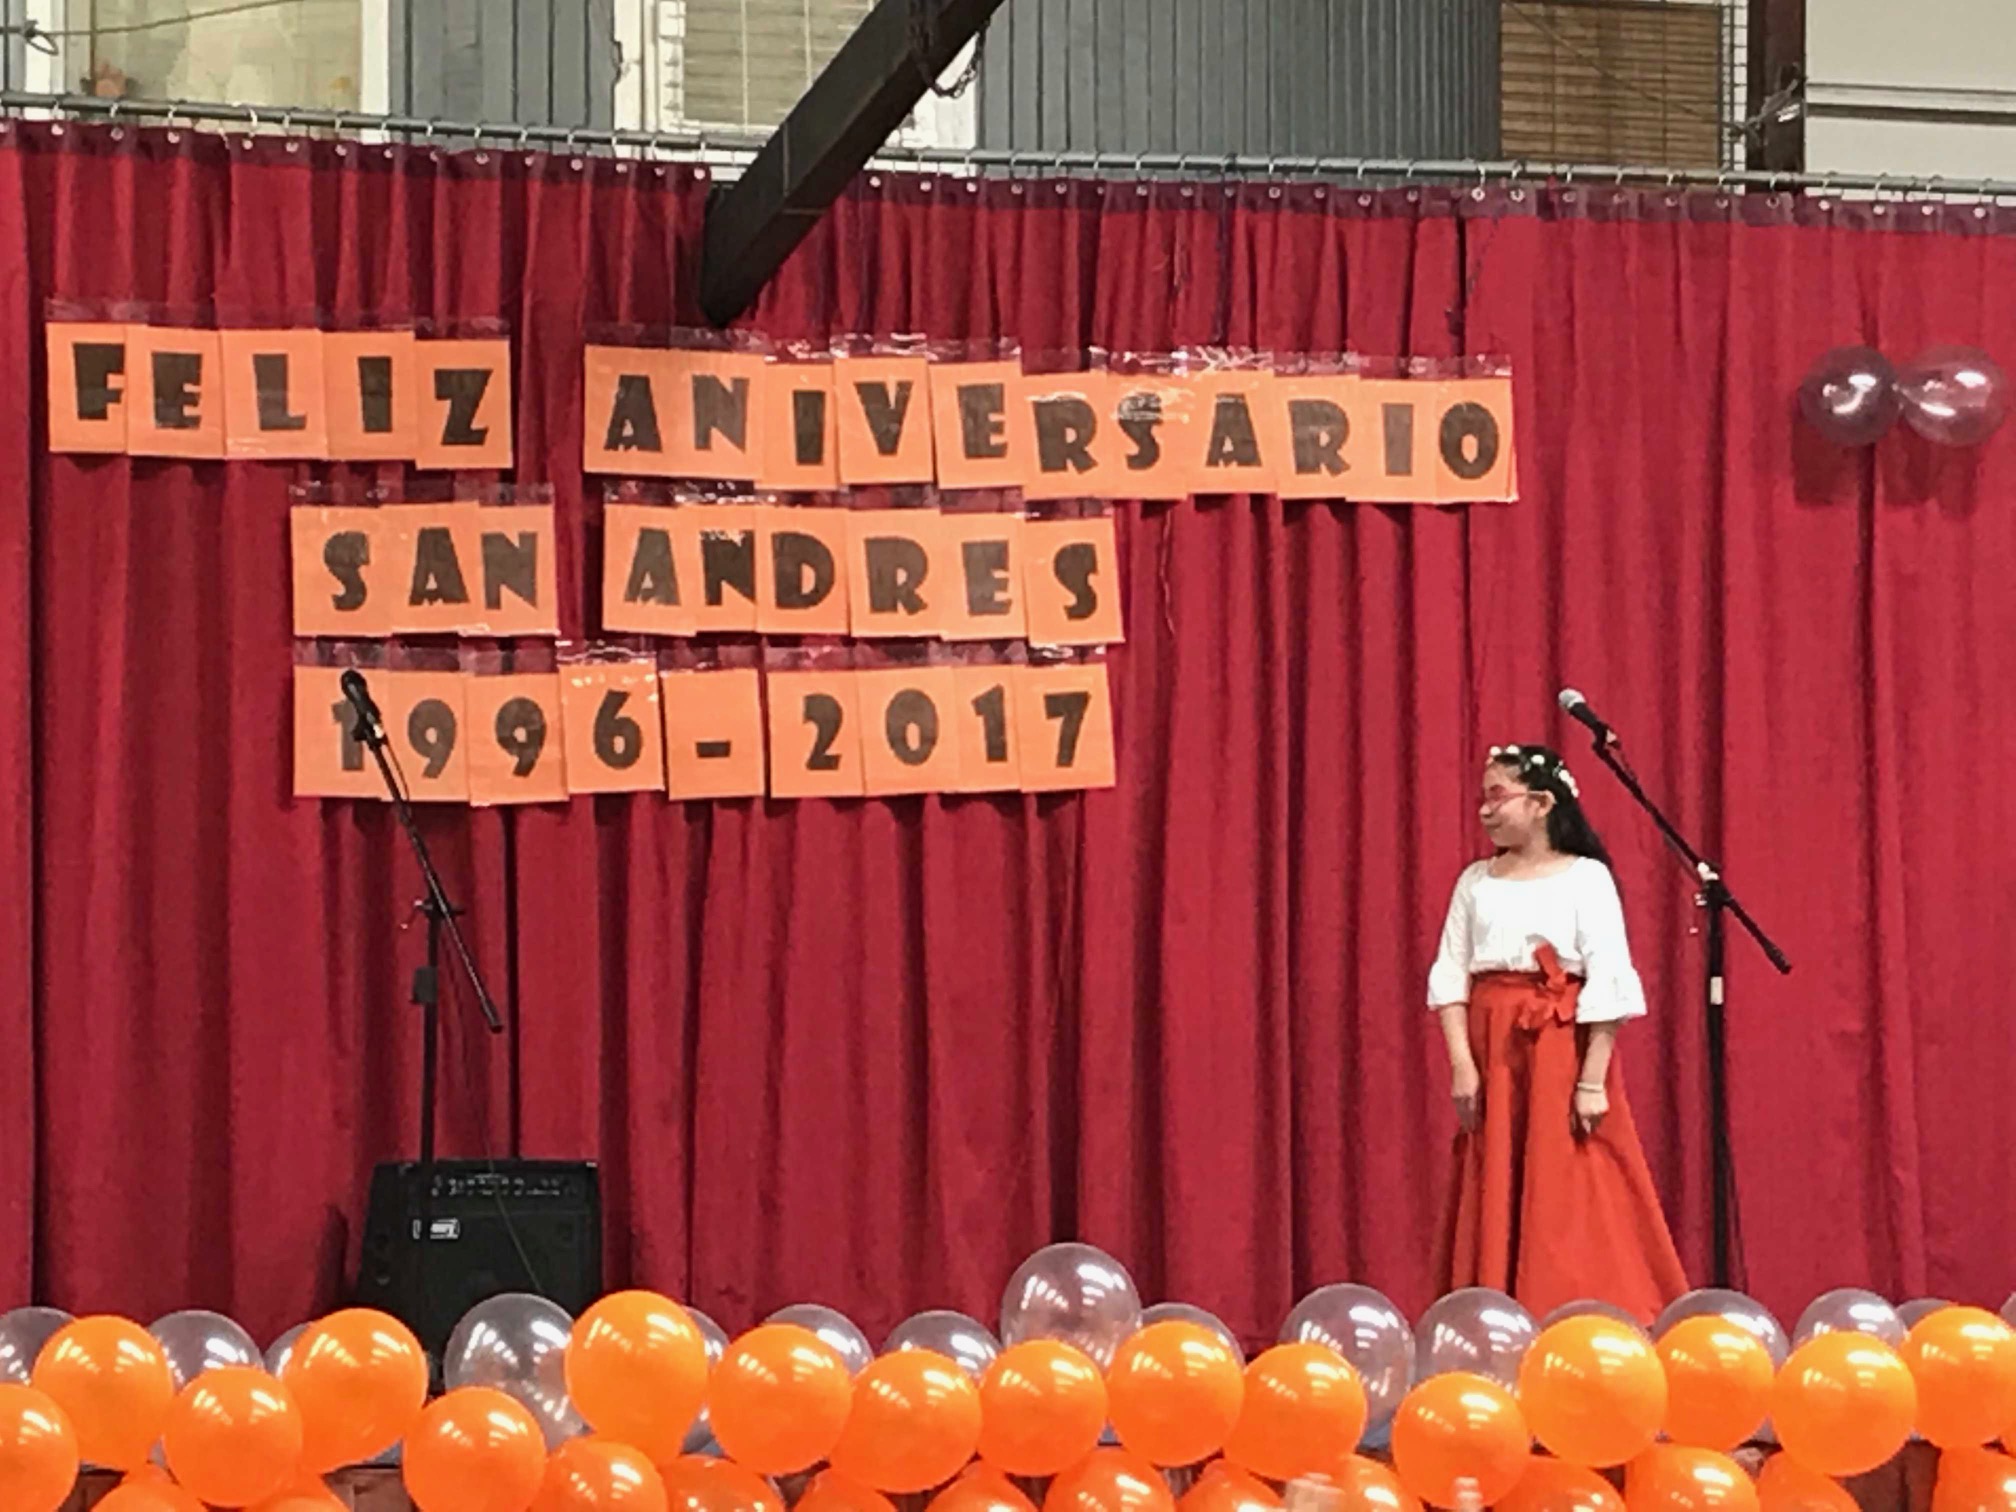 FELIZ ANIVERSARIO
SAN ANDRES
1996-2017